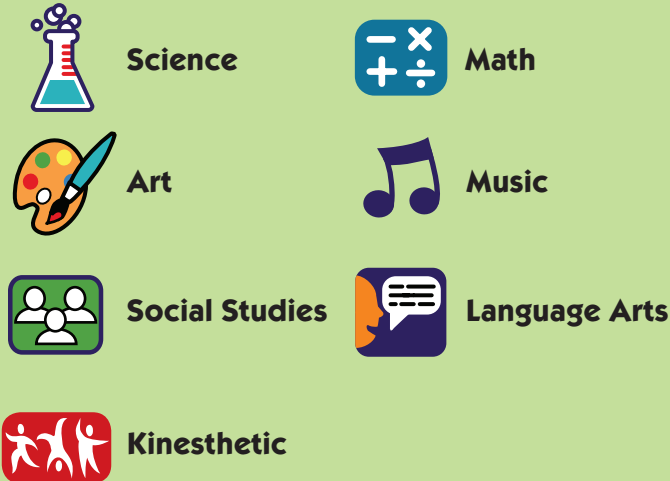 Science
Math
Art
Music
Social Studies
Language Arts
Kinesthetic